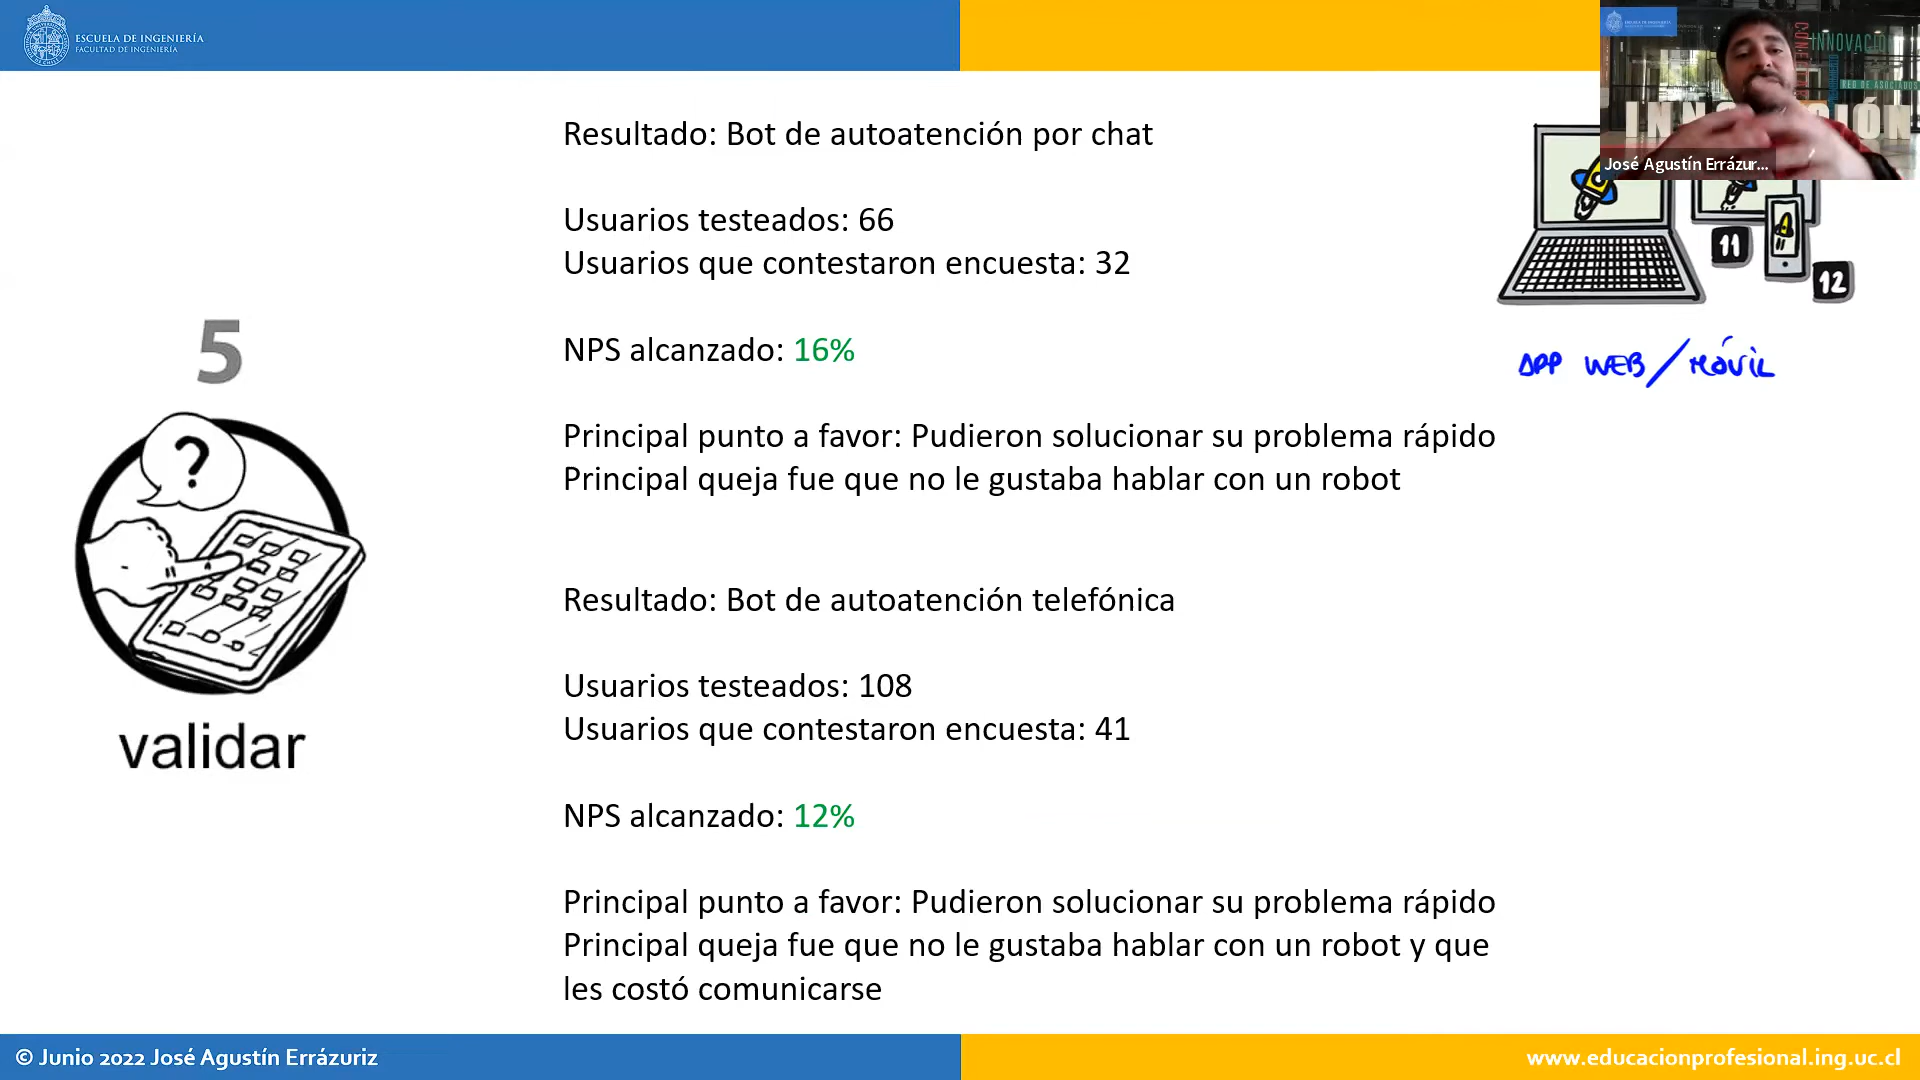 ESCUELA DE INGENIERÍA
FACULTAD DE INGENIERÍA
INNOVACIÓN
RED DE ASOCIADOS
José Agustín Errázur...
Resultado: Bot de autoatención por chat
Usuarios testeados: 66
Usuarios que contestaron encuesta: 32
11
12
APP WEB/MÓVIL
NPS alcanzado: 16%
5
?
Principal punto a favor: Pudieron solucionar su problema rápido
Principal queja fue que no le gustaba hablar con un robot
validar
Resultado: Bot de autoatención telefónica
Usuarios testeados: 108
Usuarios que contestaron encuesta: 41
NPS alcanzado: 12%
Principal punto a favor: Pudieron solucionar su problema rápido
Principal queja fue que no le gustaba hablar con un robot y que
les costó comunicarse
© Junio 2022 José Agustín Errázuriz
www.educacionprofesional.ing.uc.cl